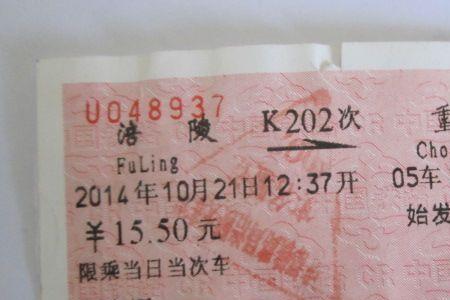 U048937
涪 陵 K202次 重
FuLing Cho
2014年10月21日12:37开 05车
￥15.50元 始发
限乘当日当次车